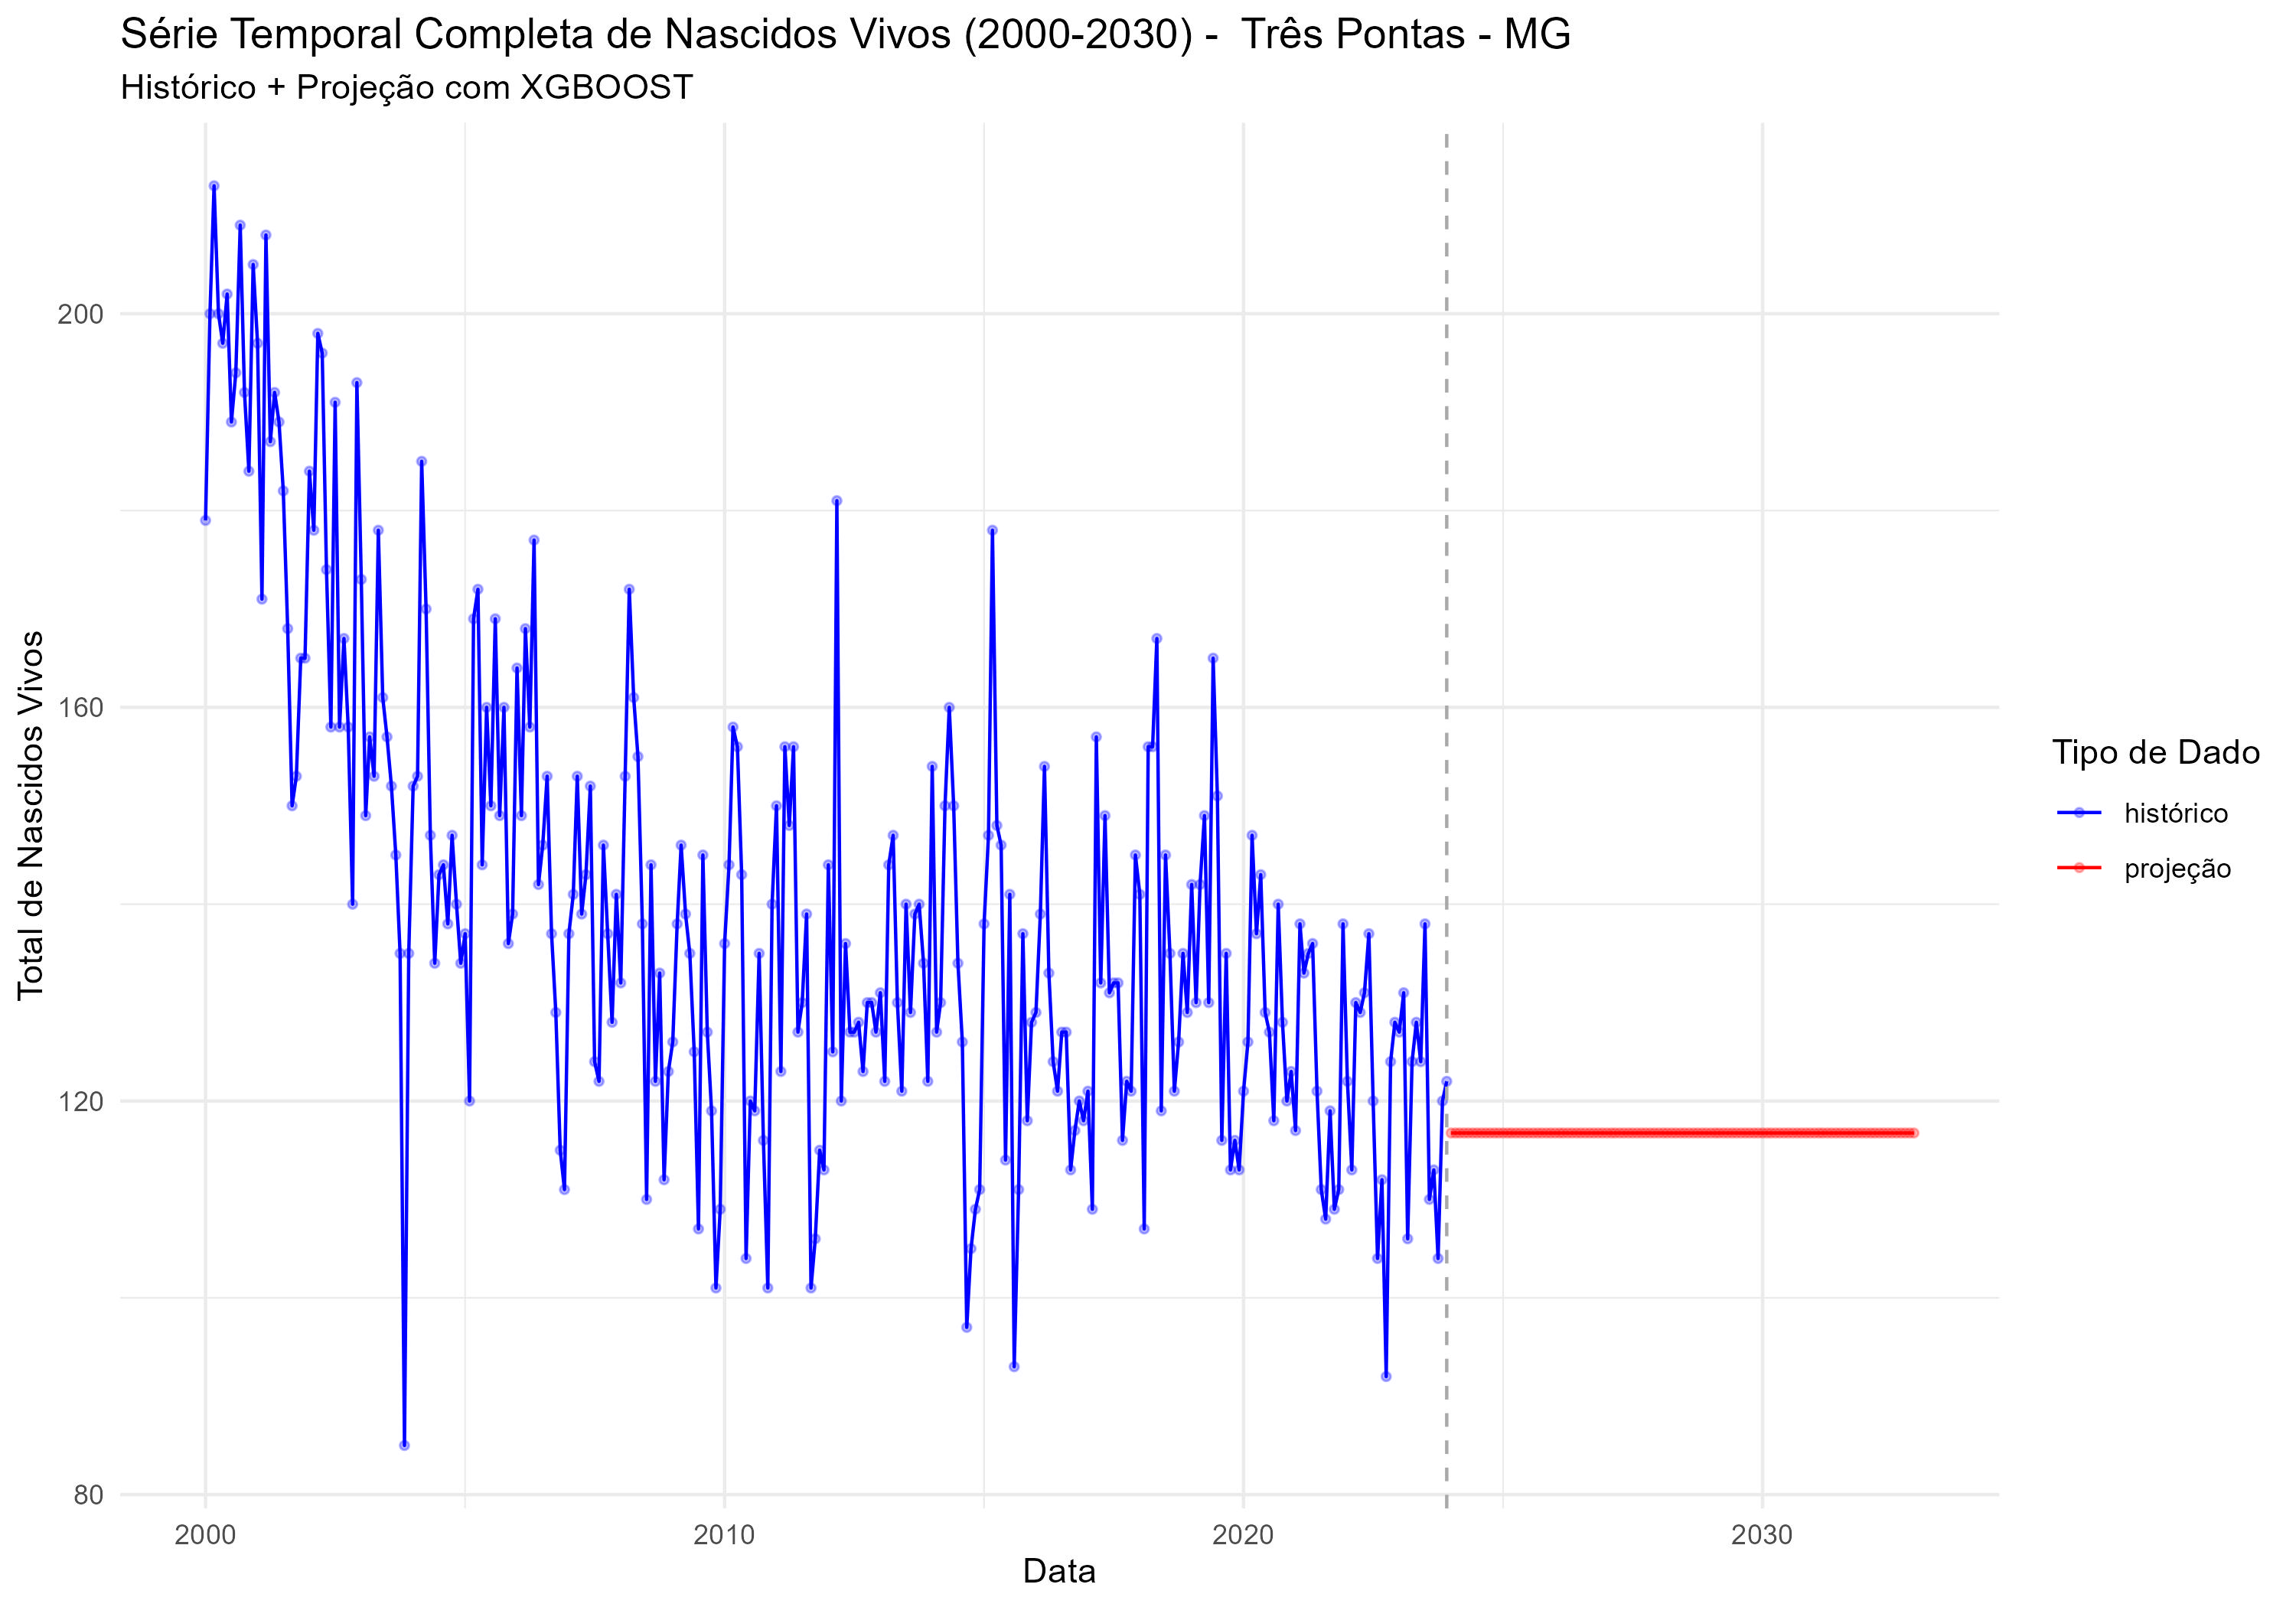 Série Temporal Completa de Nascidos Vivos (2000-2030) -  Três Pontas - MG
Histórico + Projeção com XGBOOST
Total de Nascidos Vivos
200
160
120
80
2000
2010
2020
2030
Data
Tipo de Dado
histórico
projeção